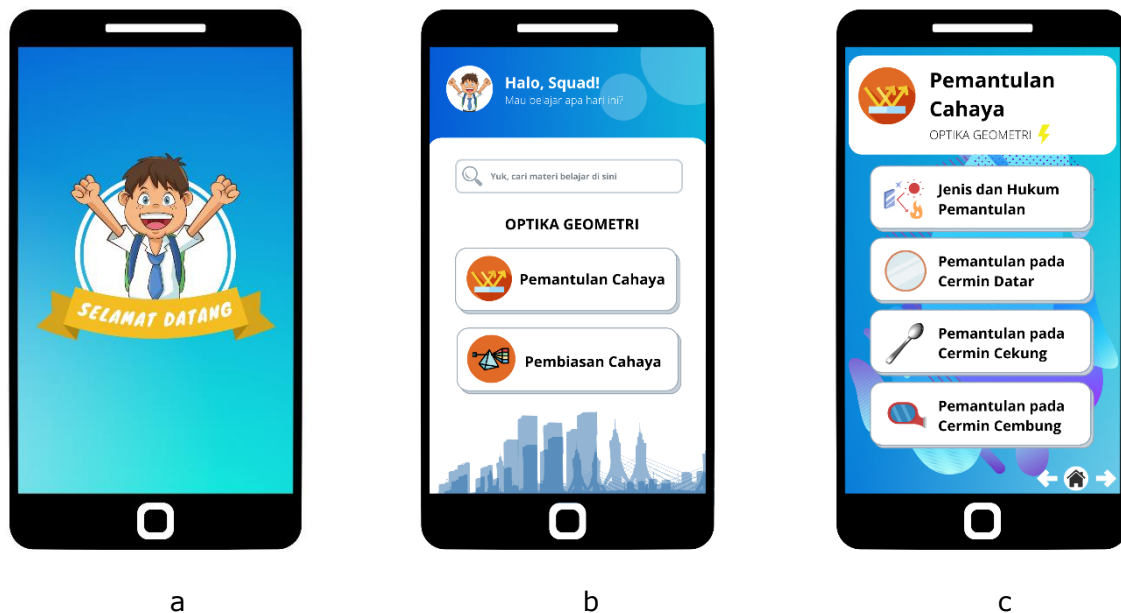 SELAMAT DATANG
Halo, Squad!
Mau belajar apa hari ini?
Yuk, cari materi belajar di sini
OPTIKA GEOMETRI
Pemantulan Cahaya
Pembiasan Cahaya
Pemantulan
Cahaya
OPTIKA GEOMETRI
Jenis dan Hukum
Pemantulan
Pemantulan pada
Cermin Datar
Pemantulan pada
Cermin Cekung
Pemantulan pada
Cermin Cembung
a
b
c